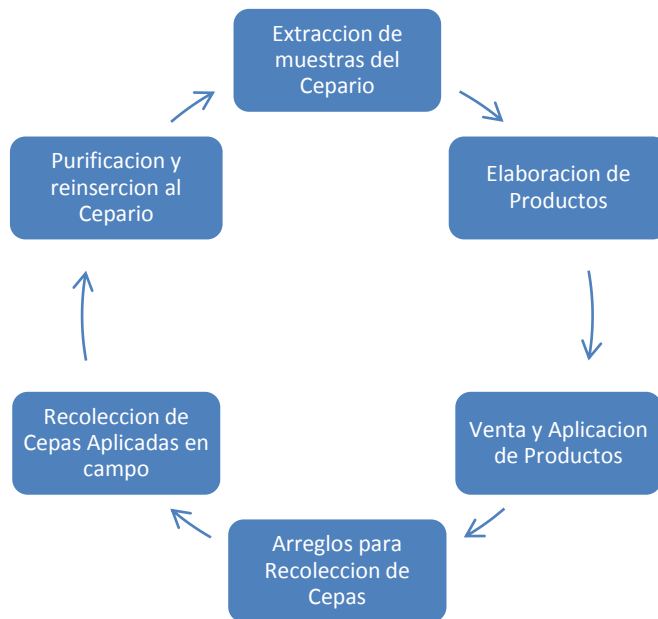 Extraccion de
muestras del
Cepario
Elaboracion de
Productos
Venta y Aplicacion
de Productos
Arreglos para
Recoleccion de
Cepas
Recoleccion de
Cepas Aplicadas en
campo
Purificacion y
reinsercion al
Cepario